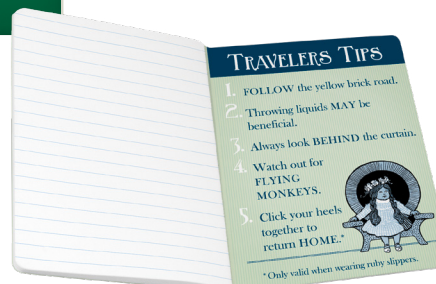 TRAVELERS TIPS
1. FOLLOW the yellow brick road.
2. Throwing liquids MAY be
beneficial.
3. Always look BEHIND the curtain.
4. Watch out for
FLYING
MONKEYS.
5. Click your heels
together to
return HOME.*
*Only valid when wearing ruby slippers.